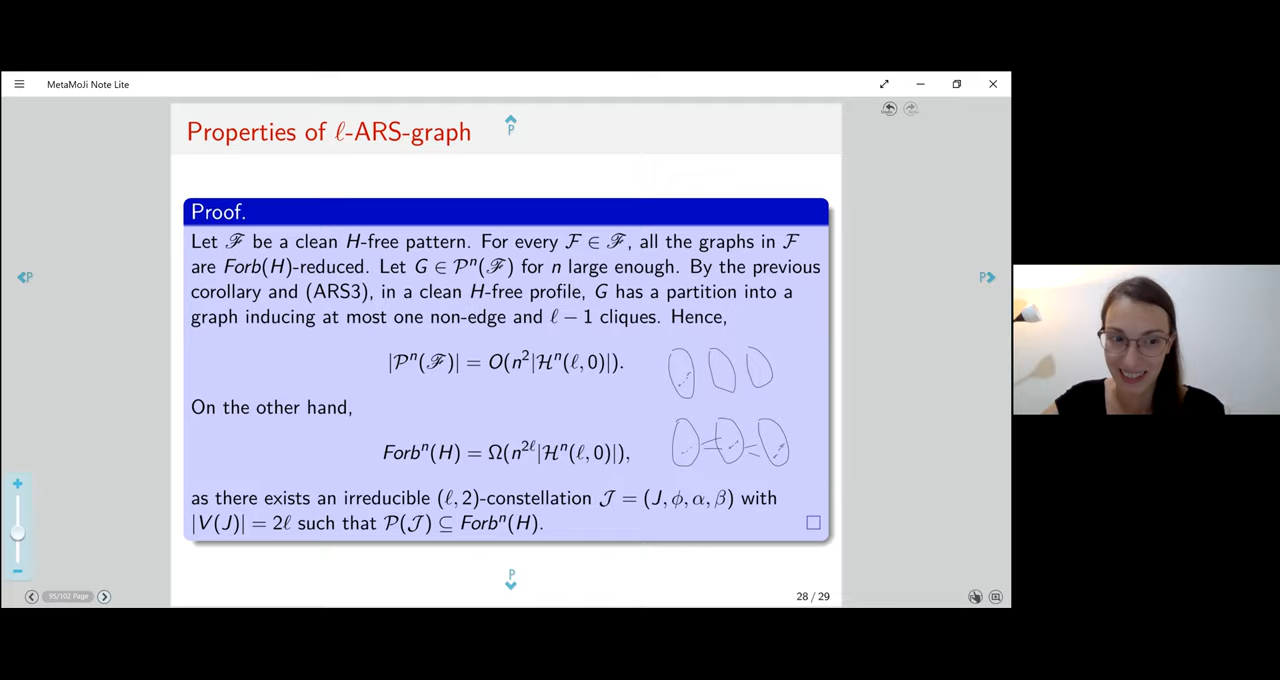 MetaMoJi Note Lite
Properties of ℓ-ARS-graph
P
Proof.
Let ℱ be a clean H-free pattern. For every F ∈ ℱ, all the graphs in F
are Forb(H)-reduced. Let G ∈ 𝒫ⁿ(ℱ) for n large enough. By the previous
corollary and (ARS3), in a clean H-free profile, G has a partition into a
graph inducing at most one non-edge and ℓ − 1 cliques. Hence,
|𝒫ⁿ(ℱ)| = O(n²|ℋⁿ(ℓ, 0)|).
On the other hand,
Forbⁿ(H) = Ω(n²ˡ|ℋⁿ(ℓ, 0)|),
as there exists an irreducible (ℓ, 2)-constellation 𝒥 = (J, ϕ, α, β) with
|V(J)| = 2ℓ such that 𝒫(𝒥) ⊆ Forbⁿ(H).
P
P
P
95/102 Page
28 / 29